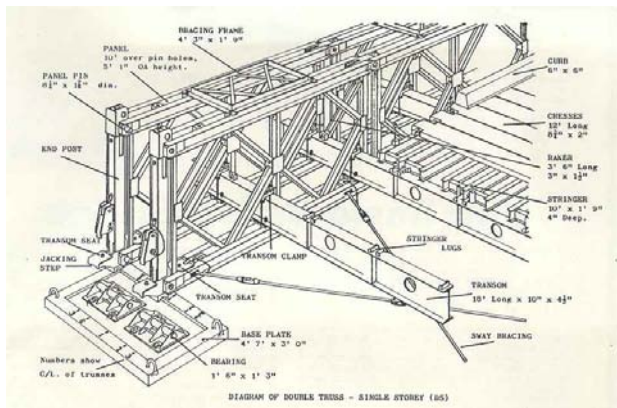 BRACING FRAME
4' 3" x 1' 9"
PANEL
10' over pin holes,
5' 1" OA height.
PANEL PIN
8¼" x 1⅞" dia.
END POST
TRANSOM SEAT
JACKING
STEP
Numbers show
C/L. of trusses
TRANSOM CLAMP
TRANSOM SEAT
BASE PLATE
4' 7" x 3' 0"
BEARING
1' 6" x 1' 3"
CURB
6" x 6"
CHESSES
12' Long
8¾" x 2"
RAKER
3' 6" Long
3" x 1½"
STRINGER
10' x 1' 9"
4" Deep.
STRINGER
LUGS
TRANSOM
18' Long x 10" x 4½"
SWAY BRACING
DIAGRAM OF DOUBLE TRUSS - SINGLE STOREY (DS)